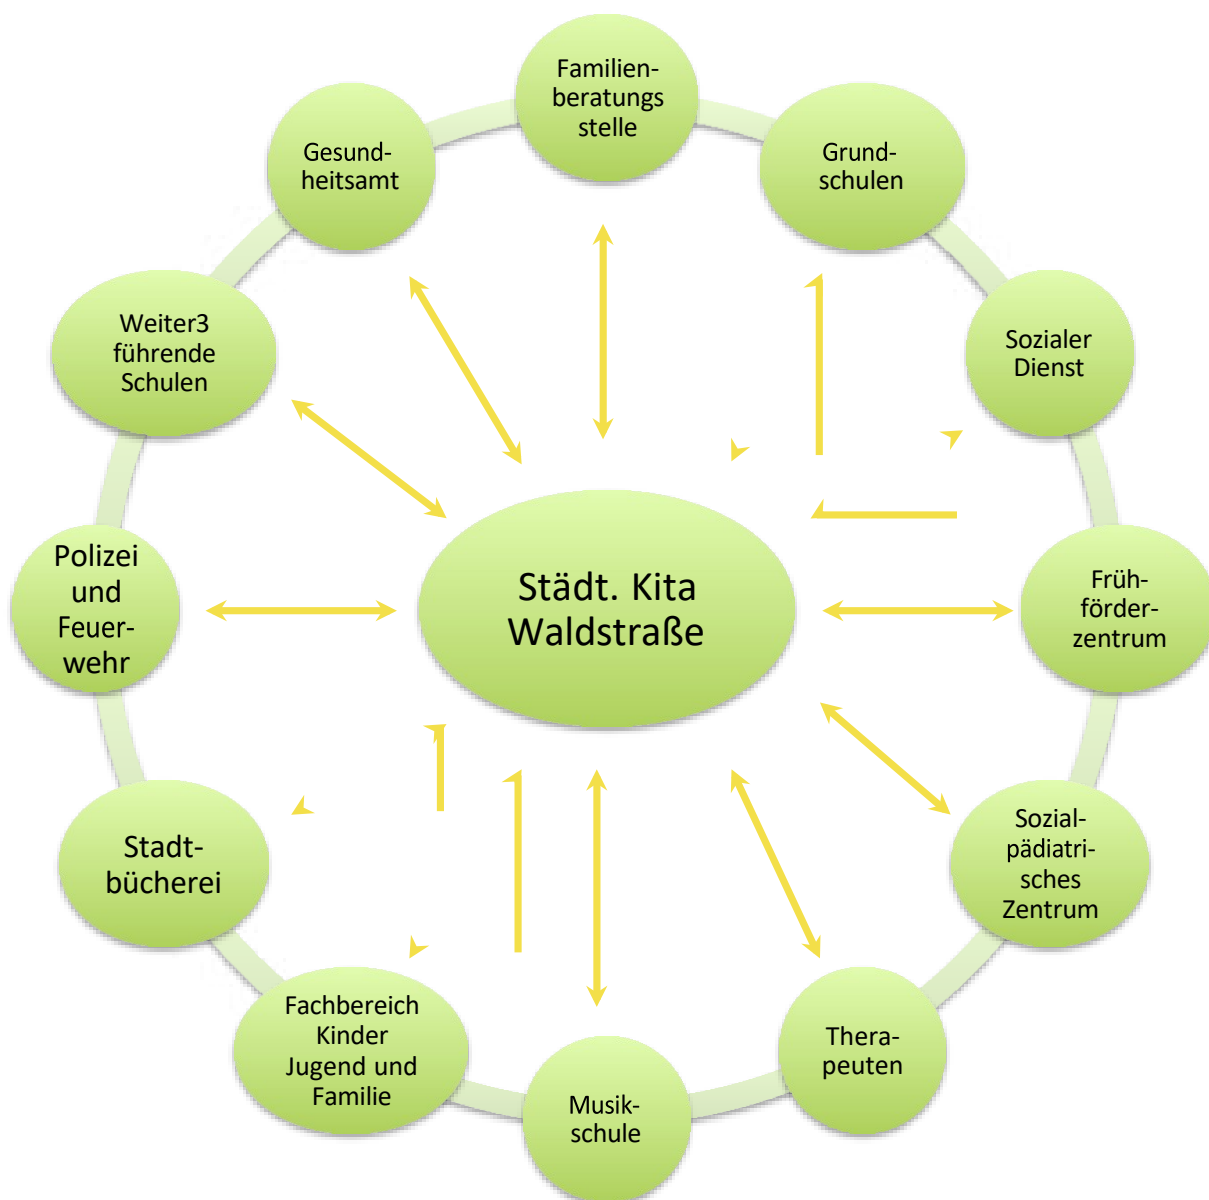 Familien-
beratungs
stelle
Grund-
schulen
Sozialer
Dienst
Früh-
förder-
zentrum
Sozial-
pädiatri-
sches
Zentrum
Thera-
peuten
Musik-
schule
Fachbereich
Kinder
Jugend und
Familie
Stadt-
bücherei
Polizei
und
Feuer-
wehr
Weiter3
führende
Schulen
Gesund-
heitsamt
Städt. Kita
Waldstraße